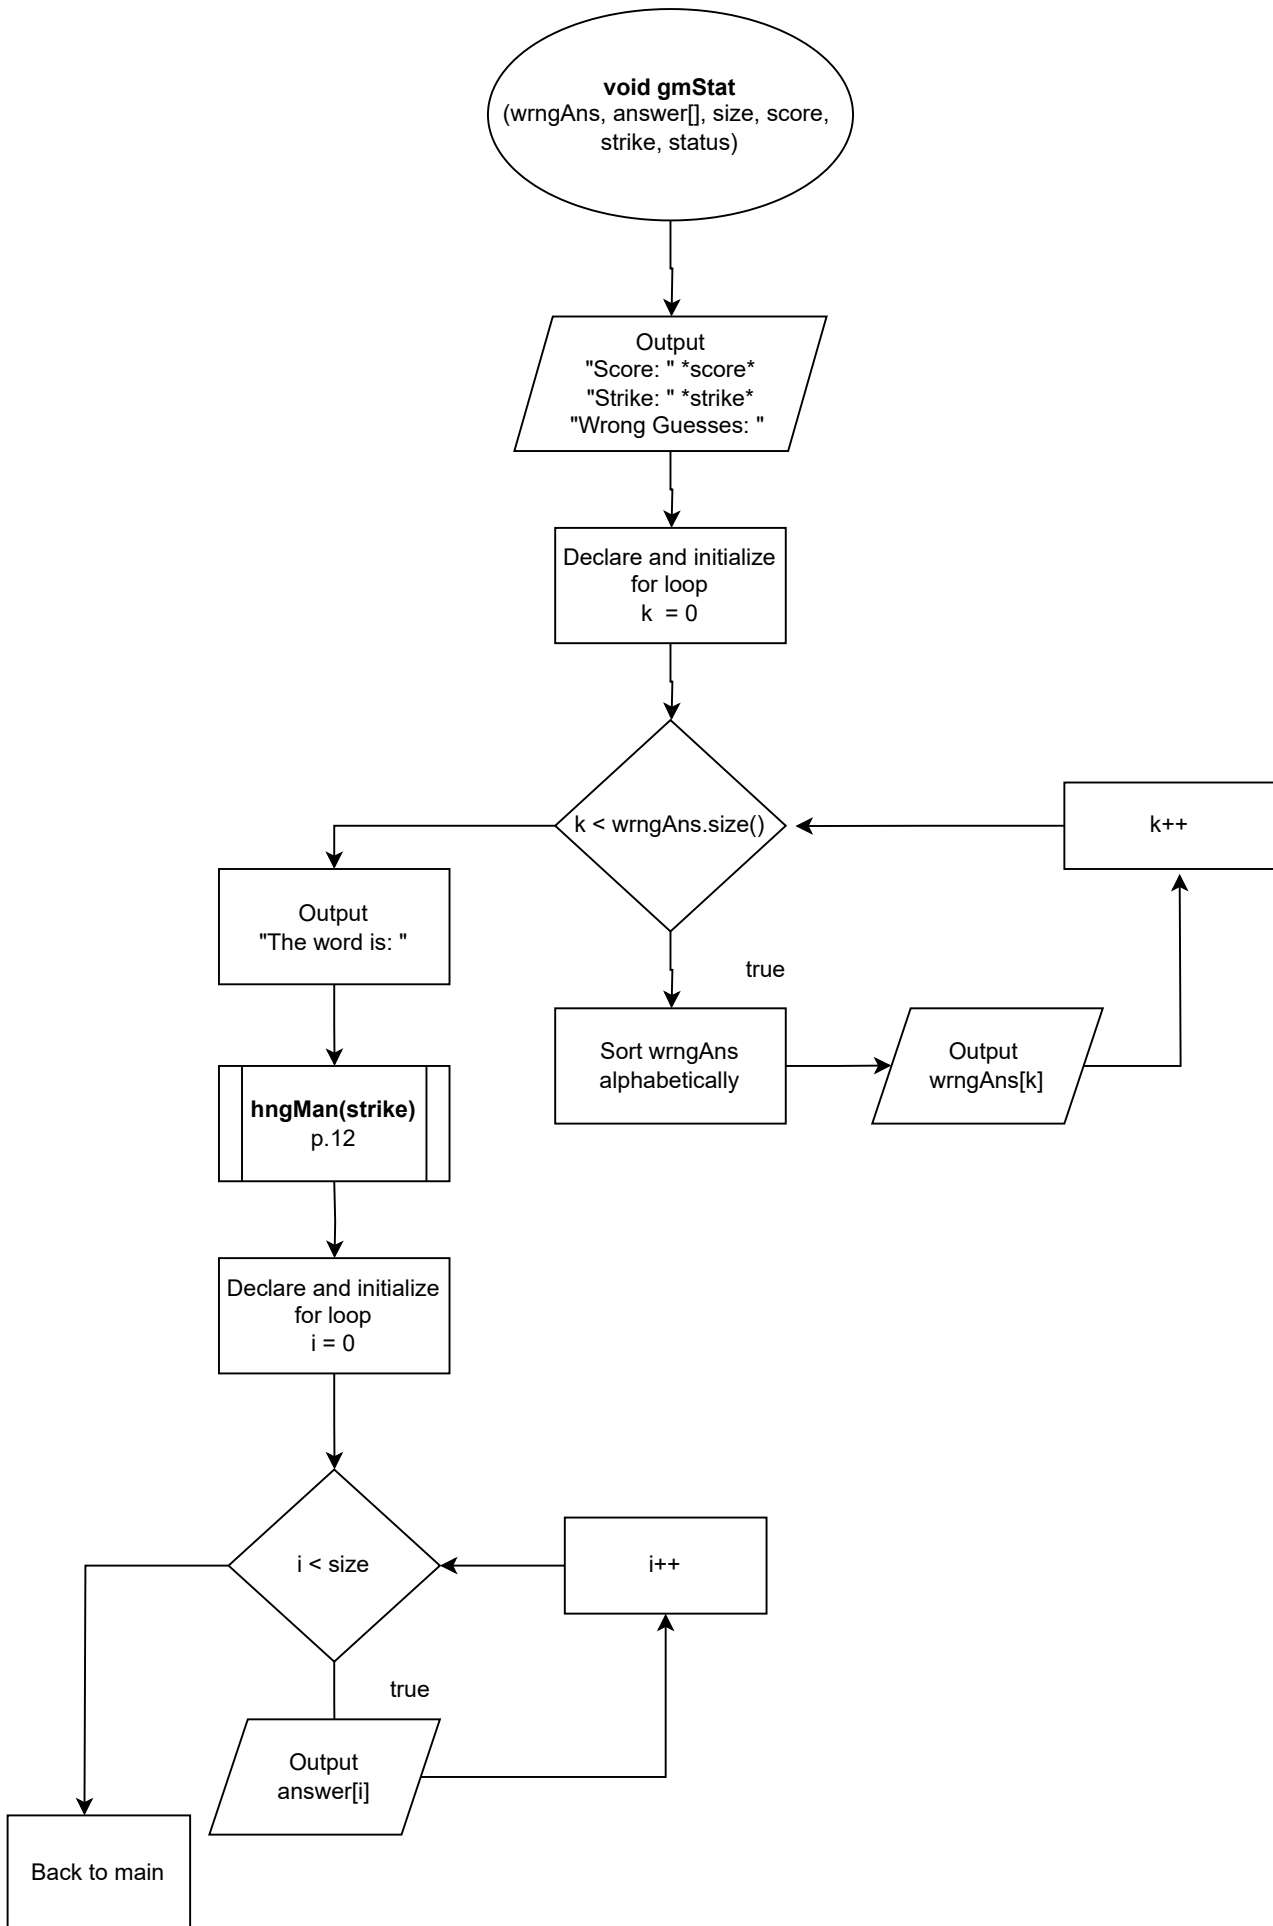 void gmStat
(wrngAns, answer[], size, score,
strike, status)
Output
"Score: " *score*
"Strike: " *strike*
"Wrong Guesses: "
Declare and initialize
for loop
k  = 0
k < wrngAns.size()
k++
Output
"The word is: "
true
Sort wrngAns
alphabetically
Output
wrngAns[k]
hngMan(strike)
p.12
Declare and initialize
for loop
i = 0
i < size
i++
true
Output
answer[i]
Back to main